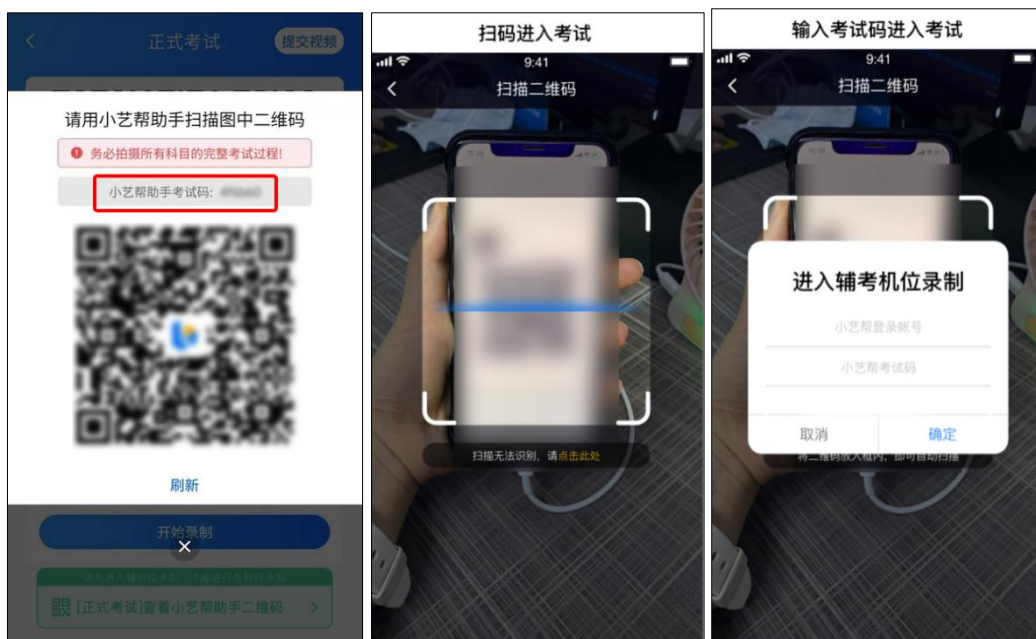 正式考试
提交视频
请用小艺帮助手扫描图中二维码
务必拍摄所有科目的完整考试过程!
小艺帮助手考试码:
刷新
开始录制
[正式考试]查看小艺帮助手二维码
扫码进入考试
9:41
扫描二维码
扫描无法识别，请点击此处
输入考试码进入考试
9:41
扫描二维码
进入辅考机位录制
小艺帮登录帐号
小艺帮考试码
取消
确定
将二维码放入框内，即可自动扫描